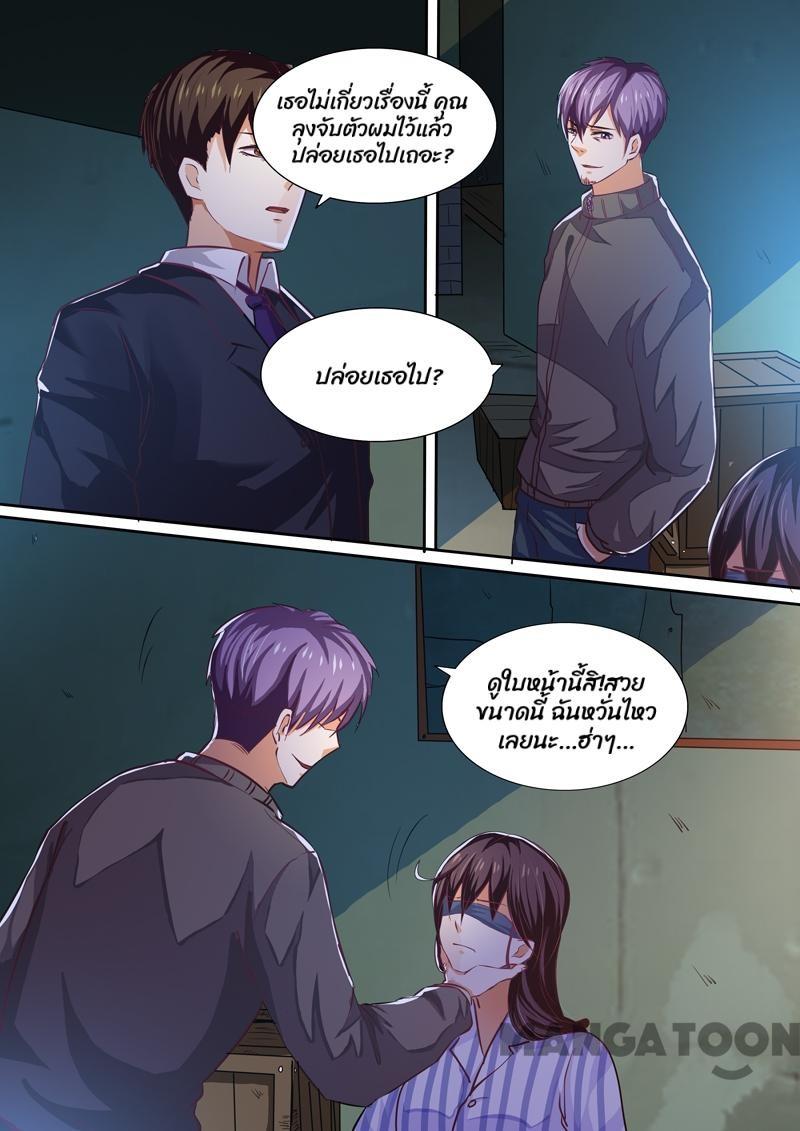 เธอไม่เกี่ยวเรื่องนี้ คุณ
ลุงจับตัวผมไว้แล้ว
ปล่อยเธอไปเถอะ?
ปล่อยเธอไป?
ดูใบหน้านี้สิ!สวย
ขนาดนี้ ฉันหวั่นไหว
เลยนะ...ฮ่าๆ...
MANGATOON